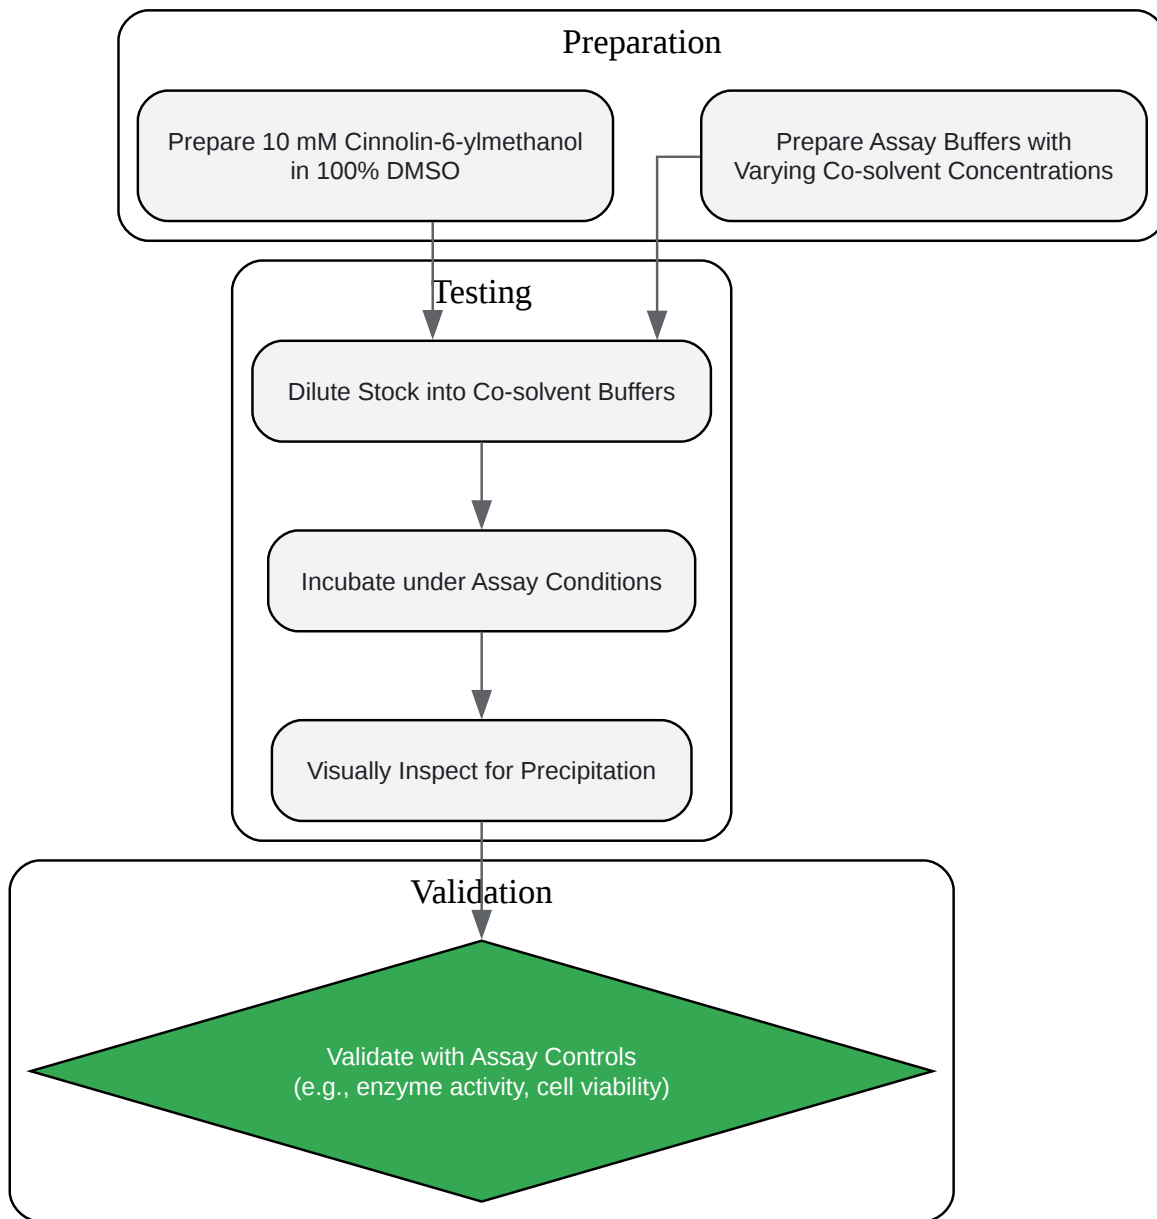 Preparation
Prepare 10 mM Cinnolin-6-ylmethanol
in 100% DMSO
Prepare Assay Buffers with
Varying Co-solvent Concentrations
Testing
Dilute Stock into Co-solvent Buffers
Incubate under Assay Conditions
Visually Inspect for Precipitation
Validation
Validate with Assay Controls
(e.g., enzyme activity, cell viability)